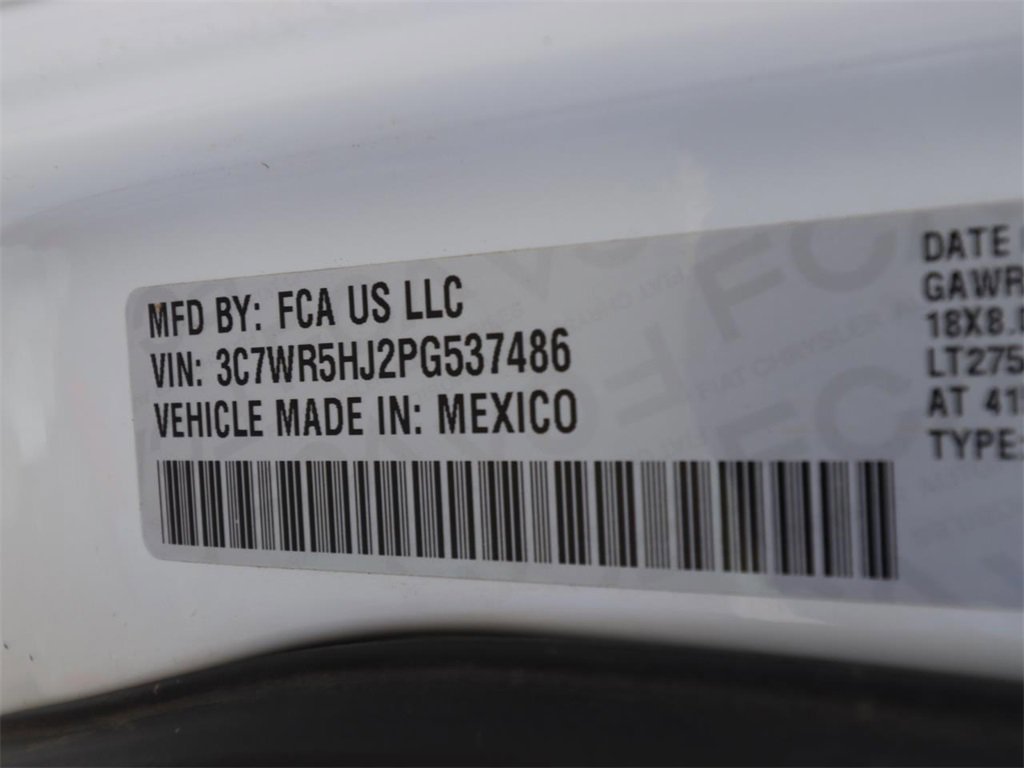 MFD BY: FCA US LLC
VIN: 3C7WR5HJ2PG537486
VEHICLE MADE IN: MEXICO
DATE
GAWR
18X8.
LT275
AT 41
TYPE: